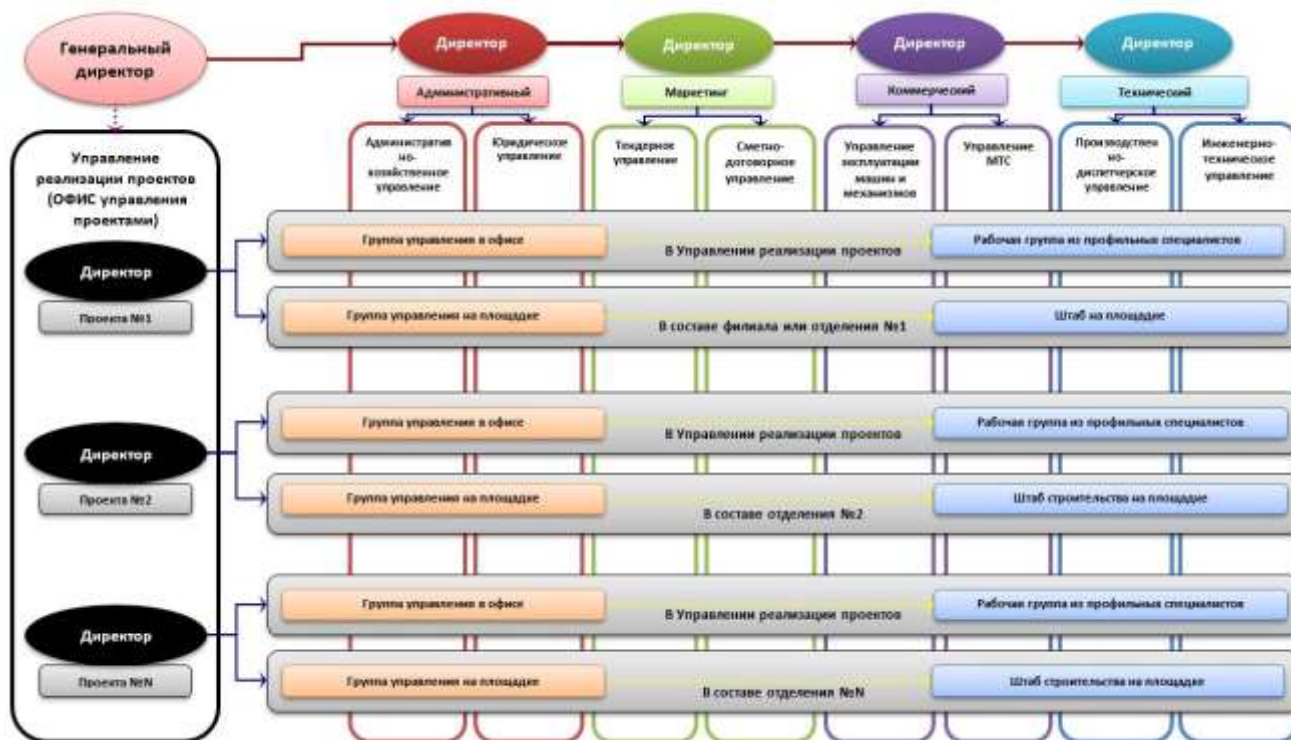 Генеральный
директор
Директор
Директор
Директор
Директор
Административный
Маркетинг
Коммерческий
Технический
Управление
реализации проектов
(ОФИС управления
проектами)
Административ
но-
хозяйственное
управление
Юридическое
управление
Тендерное
управление
Сметно-
договорное
управление
Управление
эксплуатации
машин и
механизмов
Управление
МТС
Производствен
но-
диспетчерское
управление
Инженерно-
техническое
управление
Директор
Проекта №1
Группа управления в офисе
В Управлении реализации проектов
Рабочая группа из профильных специалистов
Группа управления на площадке
В составе филиала или отделения №1
Штаб на площадке
Директор
Проекта №2
Группа управления в офисе
В Управлении реализации проектов
Рабочая группа из профильных специалистов
Группа управления на площадке
В составе отделения №2
Штаб строительства на площадке
Директор
Проекта №N
Группа управления в офисе
В Управлении реализации проектов
Рабочая группа из профильных специалистов
Группа управления на площадке
В составе отделения №N
Штаб строительства на площадке